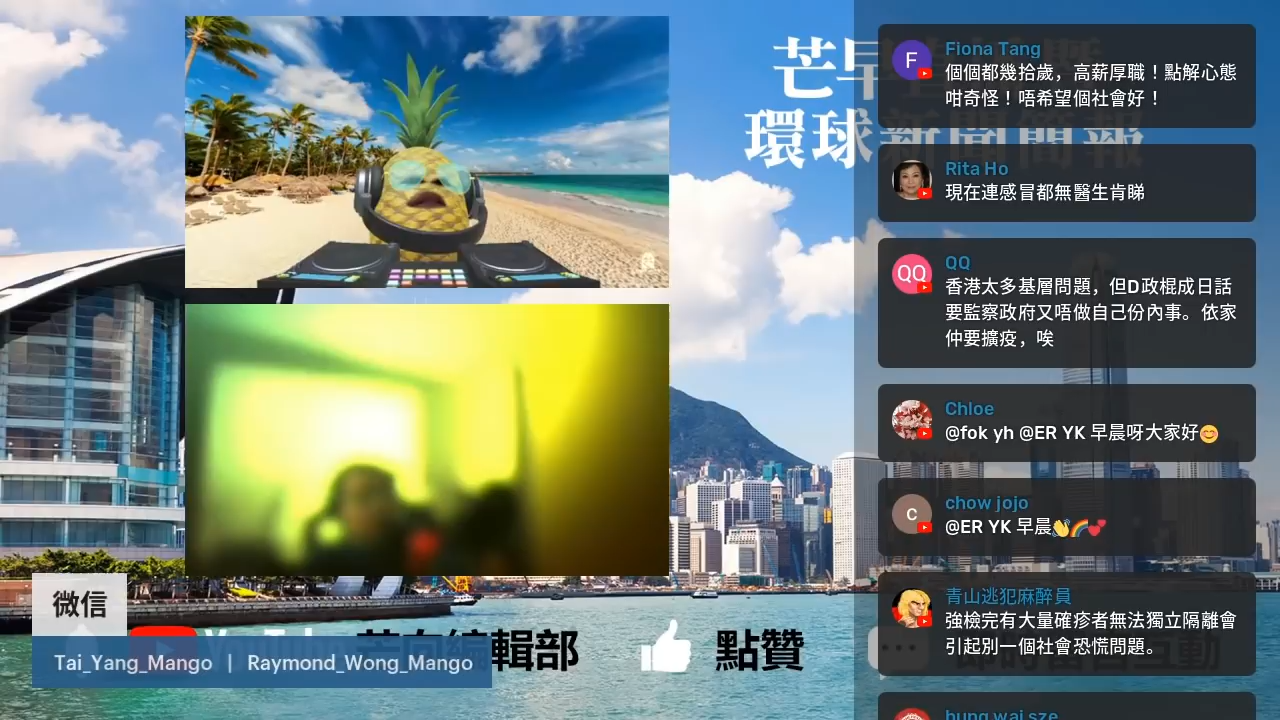 芒早
環球新聞簡報
F
Fiona Tang
個個都幾拾歲，高薪厚職！點解心態
咁奇怪！唔希望個社會好！
Rita Ho
現在連感冒都無醫生肯睇
QQ
QQ
香港太多基層問題，但D政棍成日話
要監察政府又唔做自己份內事。依家
仲要擴疫，唉
Chloe
@fok yh @ER YK 早晨呀大家好😊
c
chow jojo
@ER YK 早晨👋🌈💕
青山逃犯麻醉員
強檢完有大量確疹者無法獨立隔離會
引起別一個社會恐慌問題。
hung wai sze
微信
Tai_Yang_Mango | Raymond_Wong_Mango
YouTube 芒向編輯部
點贊
即時留言互動